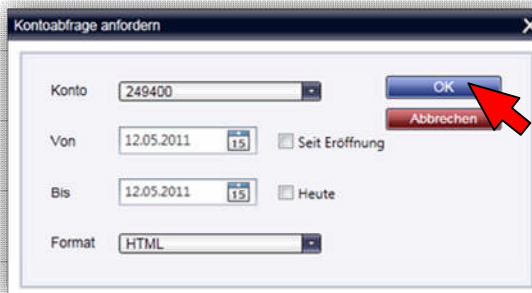 Kontoabfrage anfordern
Konto 249400 OK
Abbrechen
Von 12.05.2011 15 Seit Eröffnung
Bis 12.05.2011 15 Heute
Format HTML